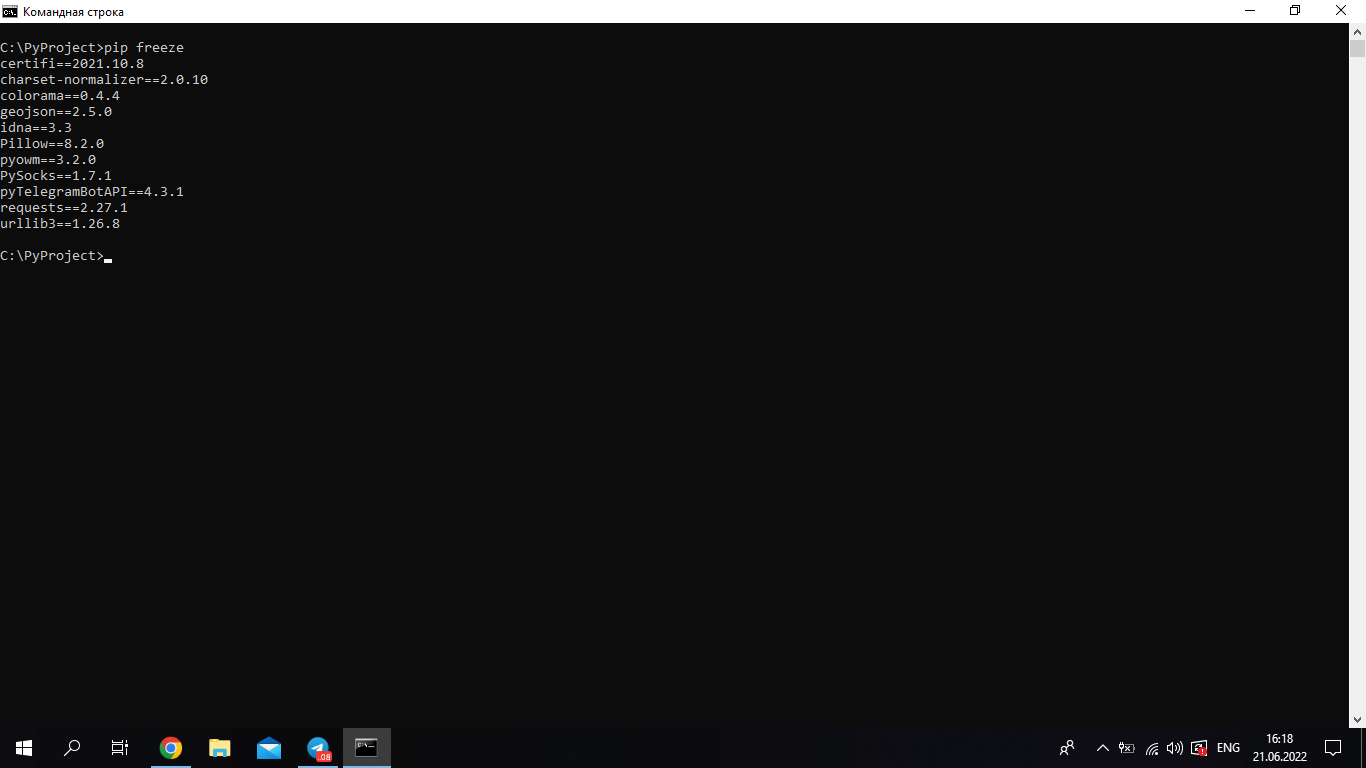 Командная строка
C:\PyProject>pip freeze
certifi==2021.10.8
charset-normalizer==2.0.10
colorama==0.4.4
geojson==2.5.0
idna==3.3
Pillow==8.2.0
pyowm==3.2.0
PySocks==1.7.1
pyTelegramBotAPI==4.3.1
requests==2.27.1
urllib3==1.26.8
C:\PyProject>
ENG
16:18
21.06.2022